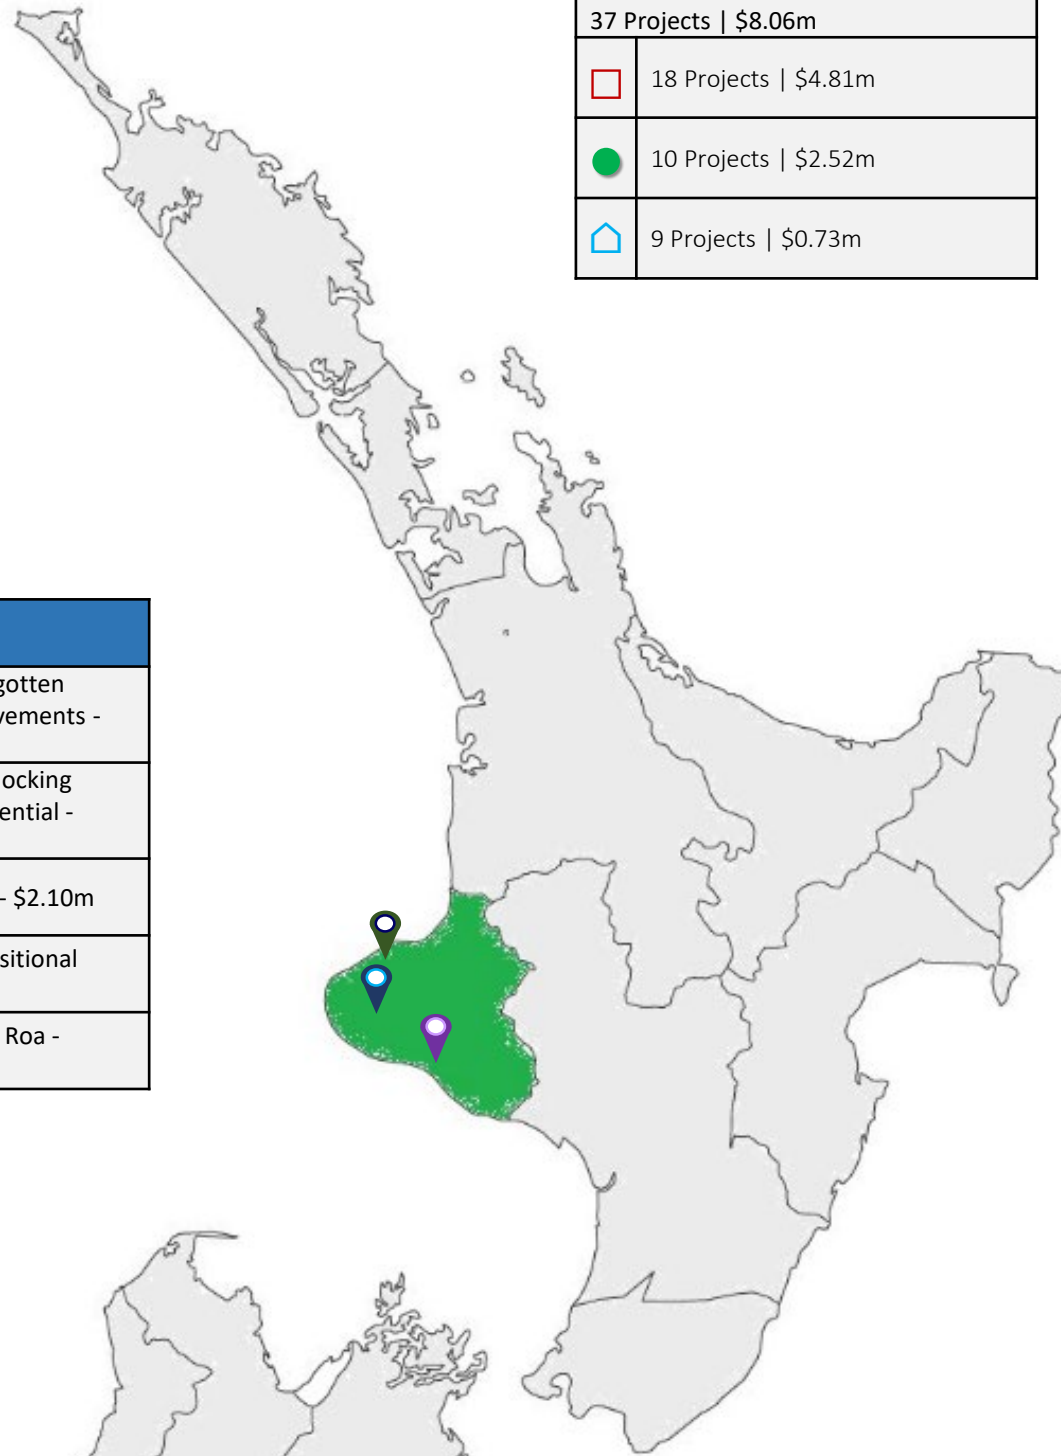 37 Projects | $8.06m
18 Projects | $4.81m
10 Projects | $2.52m
9 Projects | $0.73m
gotten
vements -
ocking
ential -
- $2.10m
sitional
Roa -